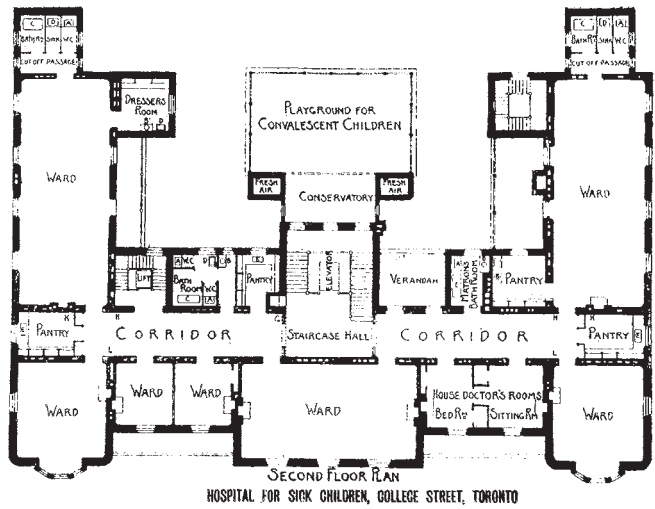 BATH RM
SINK
W.C.
CUT OFF PASSAGE
BATH RM
SINK
W.C.
CUT OFF PASSAGE
DRESSERS
ROOM
PLAYGROUND FOR
CONVALESCENT CHILDREN
WARD
WARD
FRESH
AIR
FRESH
AIR
CONSERVATORY
ELEVATOR
LIFT
W.C.
BATH
ROOM
W.C.
PANTRY
VERANDAH
MATRONS
BATH ROOM
PANTRY
PANTRY
CORRIDOR
STAIRCASE HALL
CORRIDOR
PANTRY
WARD
WARD
WARD
WARD
HOUSE DOCTOR'S ROOMS
BED RM
SITTING RM
WARD
SECOND FLOOR PLAN
HOSPITAL FOR SICK CHILDREN, COLLEGE STREET, TORONTO